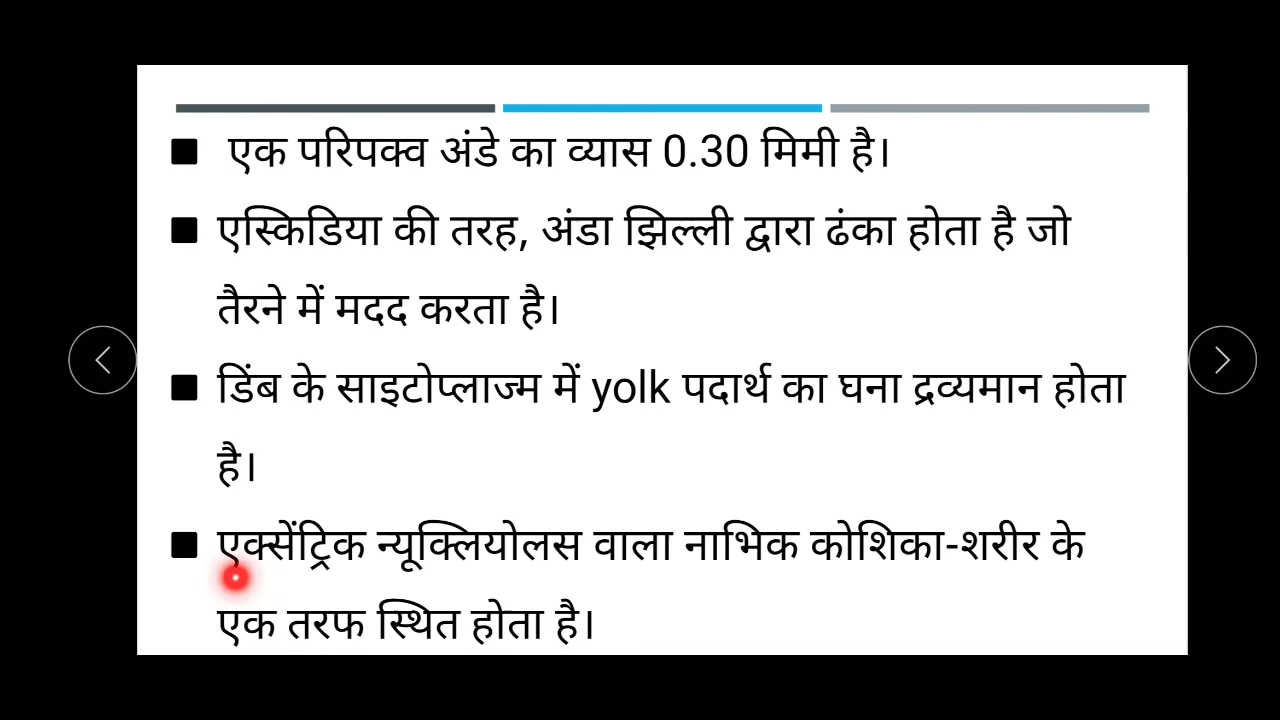 ■ एक परिपक्व अंडे का व्यास 0.30 मिमी है।
■ एस्किडिया की तरह, अंडा झिल्ली द्वारा ढंका होता है जो
तैरने में मदद करता है।
■ डिंब के साइटोप्लाज्म में yolk पदार्थ का घना द्रव्यमान होता
है।
■ एक्सेंट्रिक न्यूक्लियोलस वाला नाभिक कोशिका-शरीर के
एक तरफ स्थित होता है।